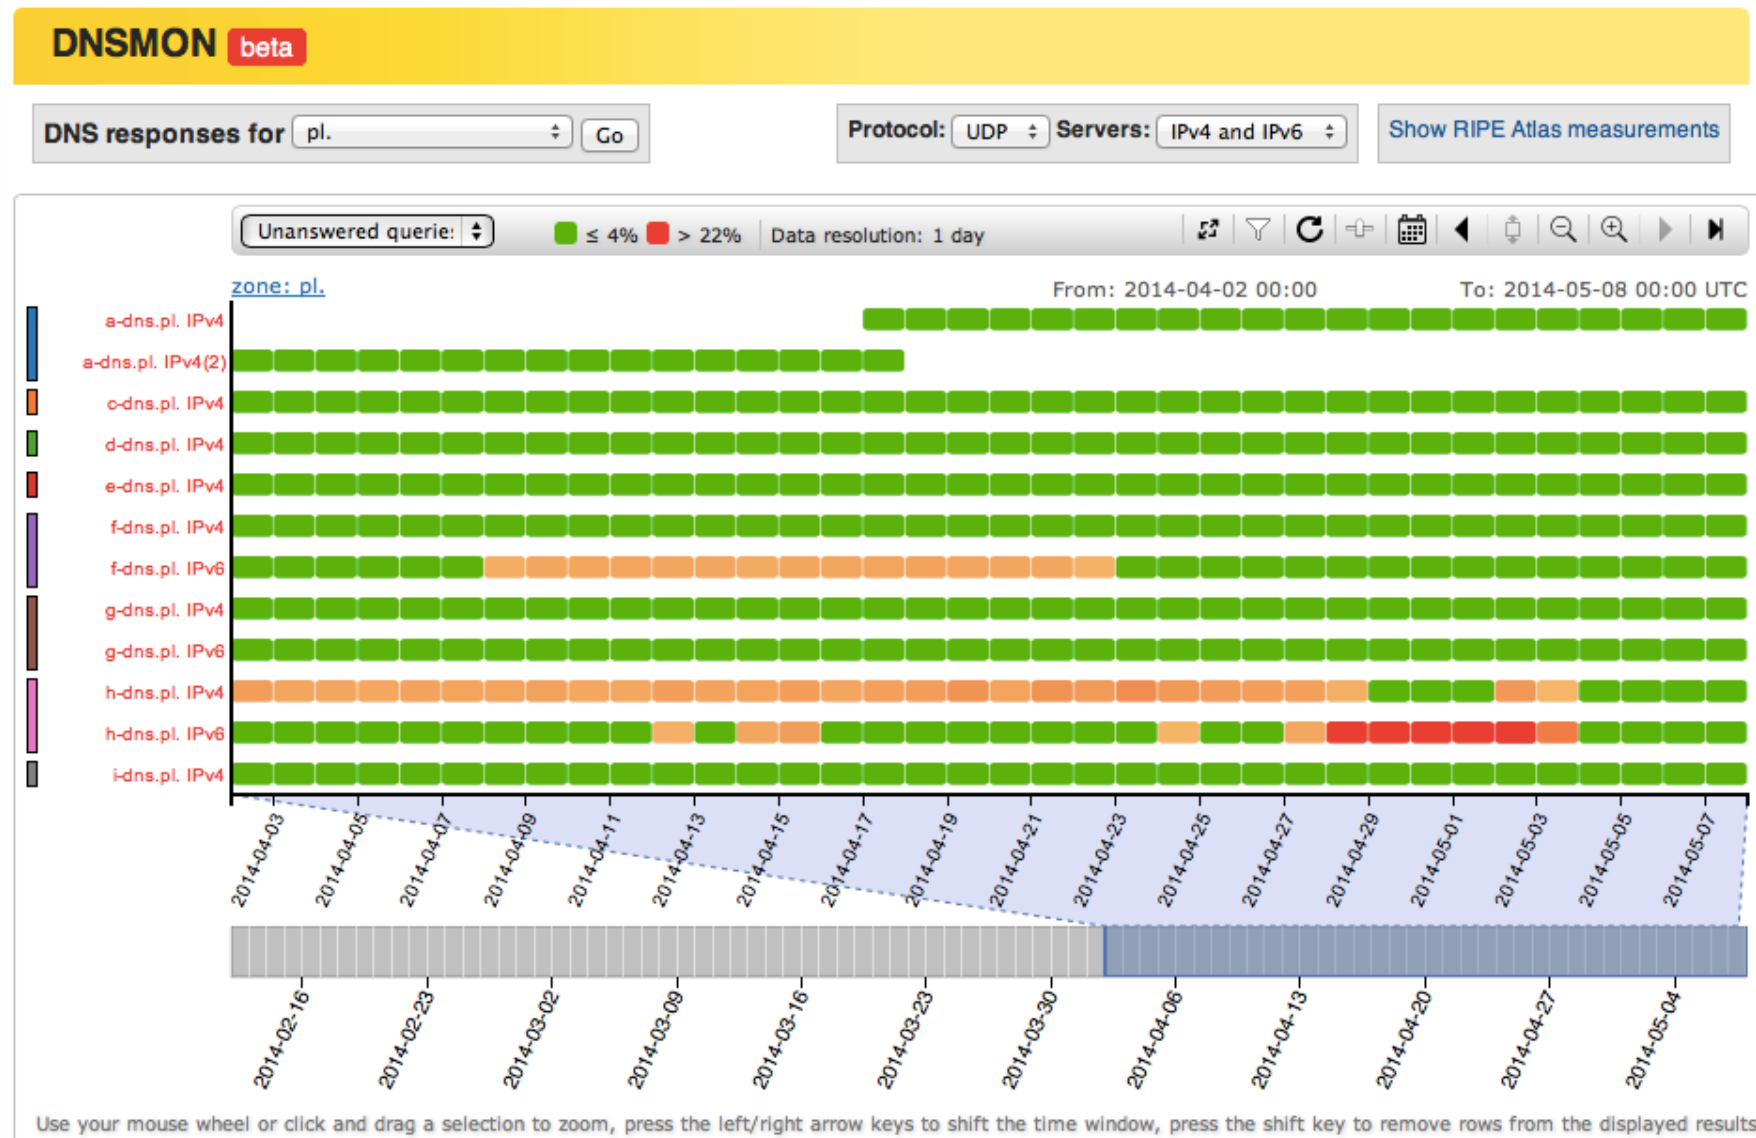 DNSMON beta
DNS responses for pl. Go Protocol: UDP Servers: IPv4 and IPv6 Show RIPE Atlas measurements
Unanswered querie: ≤ 4% > 22% Data resolution: 1 day
zone: pl. From: 2014-04-02 00:00 To: 2014-05-08 00:00 UTC
a-dns.pl. IPv4
a-dns.pl. IPv4(2)
c-dns.pl. IPv4
d-dns.pl. IPv4
e-dns.pl. IPv4
f-dns.pl. IPv4
f-dns.pl. IPv6
g-dns.pl. IPv4
g-dns.pl. IPv6
h-dns.pl. IPv4
h-dns.pl. IPv6
i-dns.pl. IPv4
2014-04-03 2014-04-05 2014-04-07 2014-04-09 2014-04-11 2014-04-13 2014-04-15 2014-04-17 2014-04-19 2014-04-21 2014-04-23 2014-04-25 2014-04-27 2014-04-29 2014-05-01 2014-05-03 2014-05-05 2014-05-07
2014-02-16 2014-02-23 2014-03-02 2014-03-09 2014-03-16 2014-03-23 2014-03-30 2014-04-06 2014-04-13 2014-04-20 2014-04-27 2014-05-04
Use your mouse wheel or click and drag a selection to zoom, press the left/right arrow keys to shift the time window, press the shift key to remove rows from the displayed results